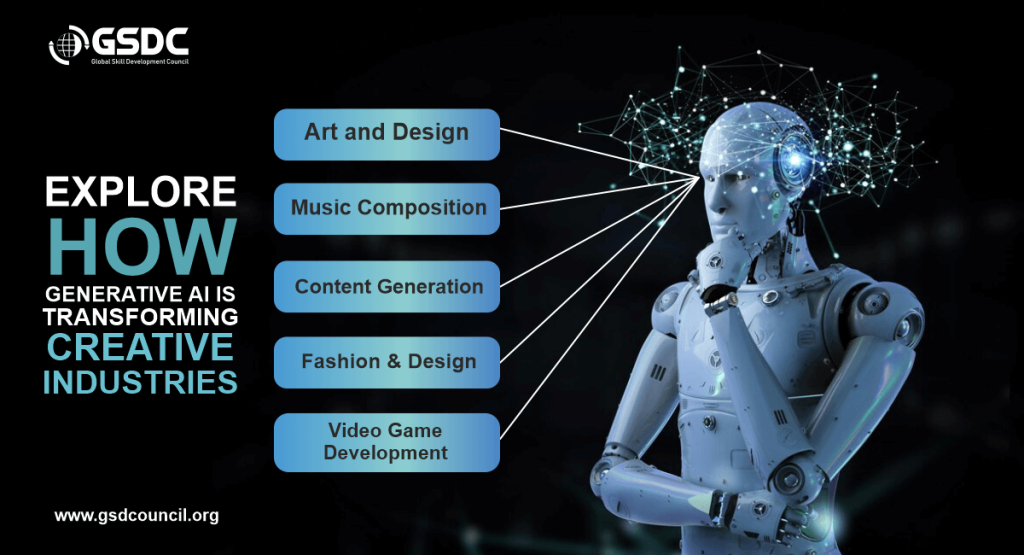 GSDC
Global Skill Development Council
EXPLORE
HOW
GENERATIVE AI IS
TRANSFORMING
CREATIVE
INDUSTRIES
Art and Design
Music Composition
Content Generation
Fashion & Design
Video Game
Development
www.gsdcouncil.org